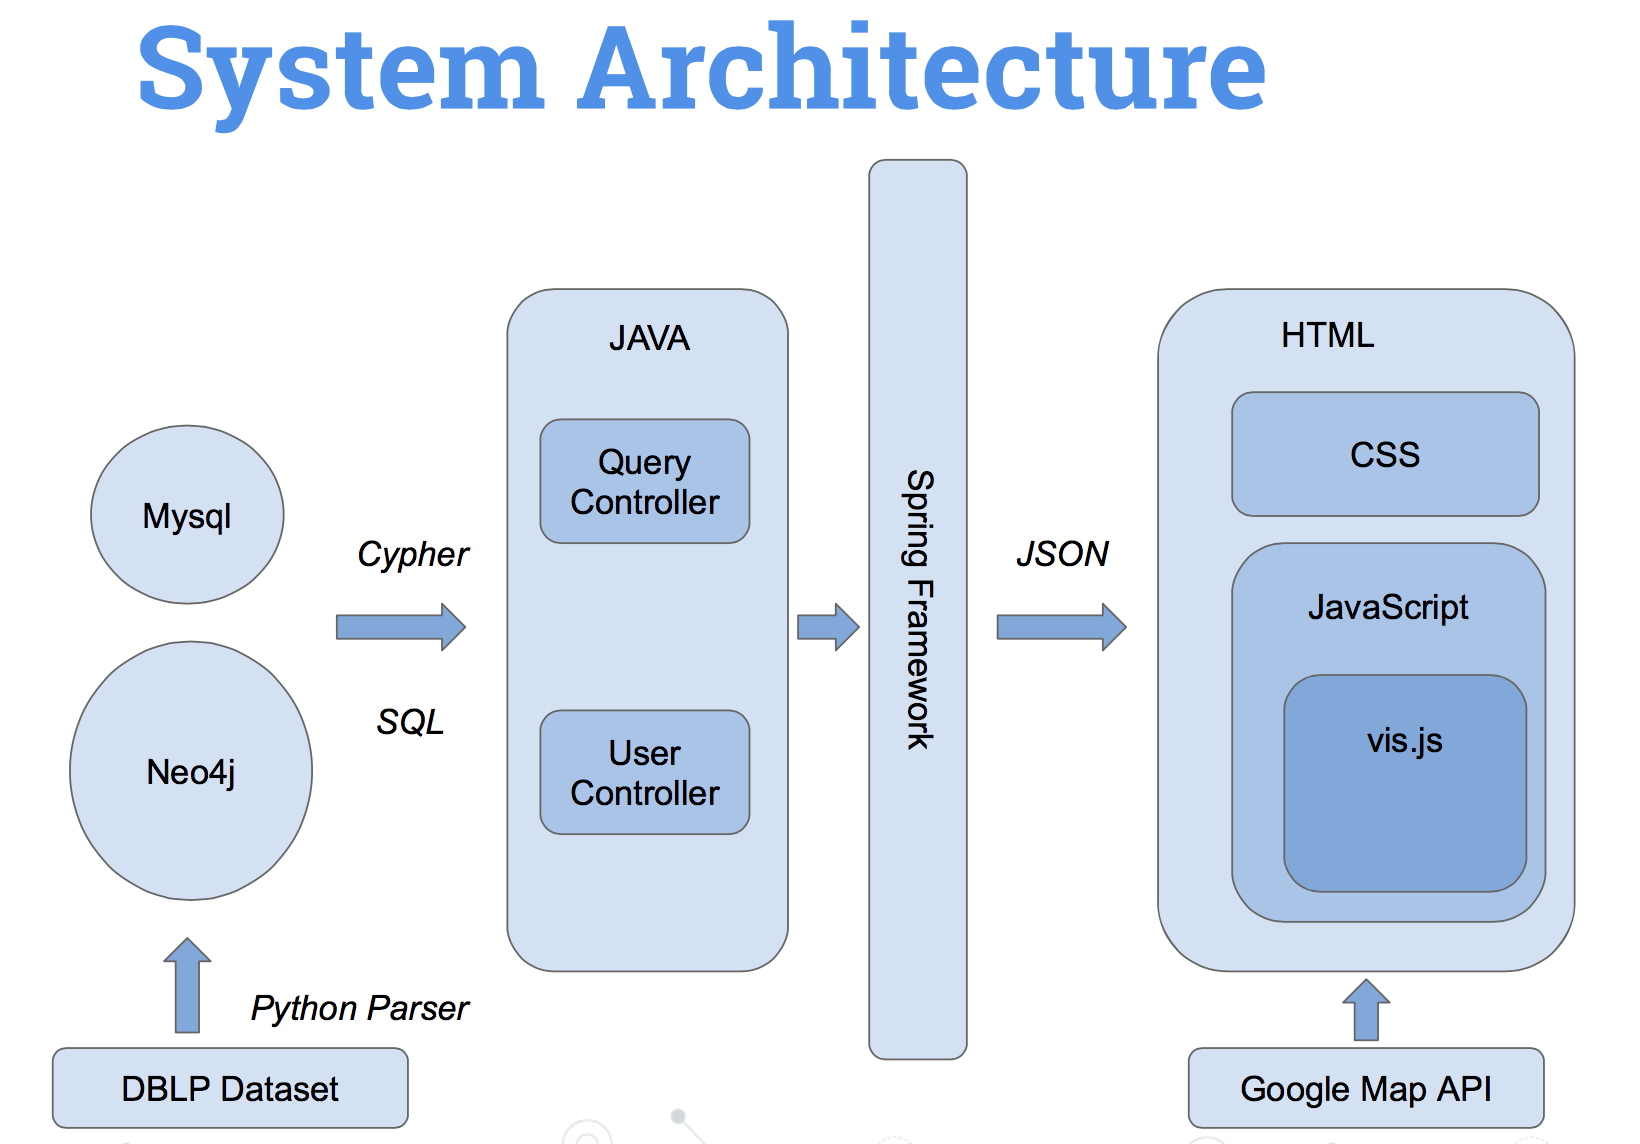 System Architecture
Mysql
Neo4j
Cypher
SQL
Python Parser
DBLP Dataset
JAVA
Query
Controller
User
Controller
Spring Framework
JSON
HTML
CSS
JavaScript
vis.js
Google Map API